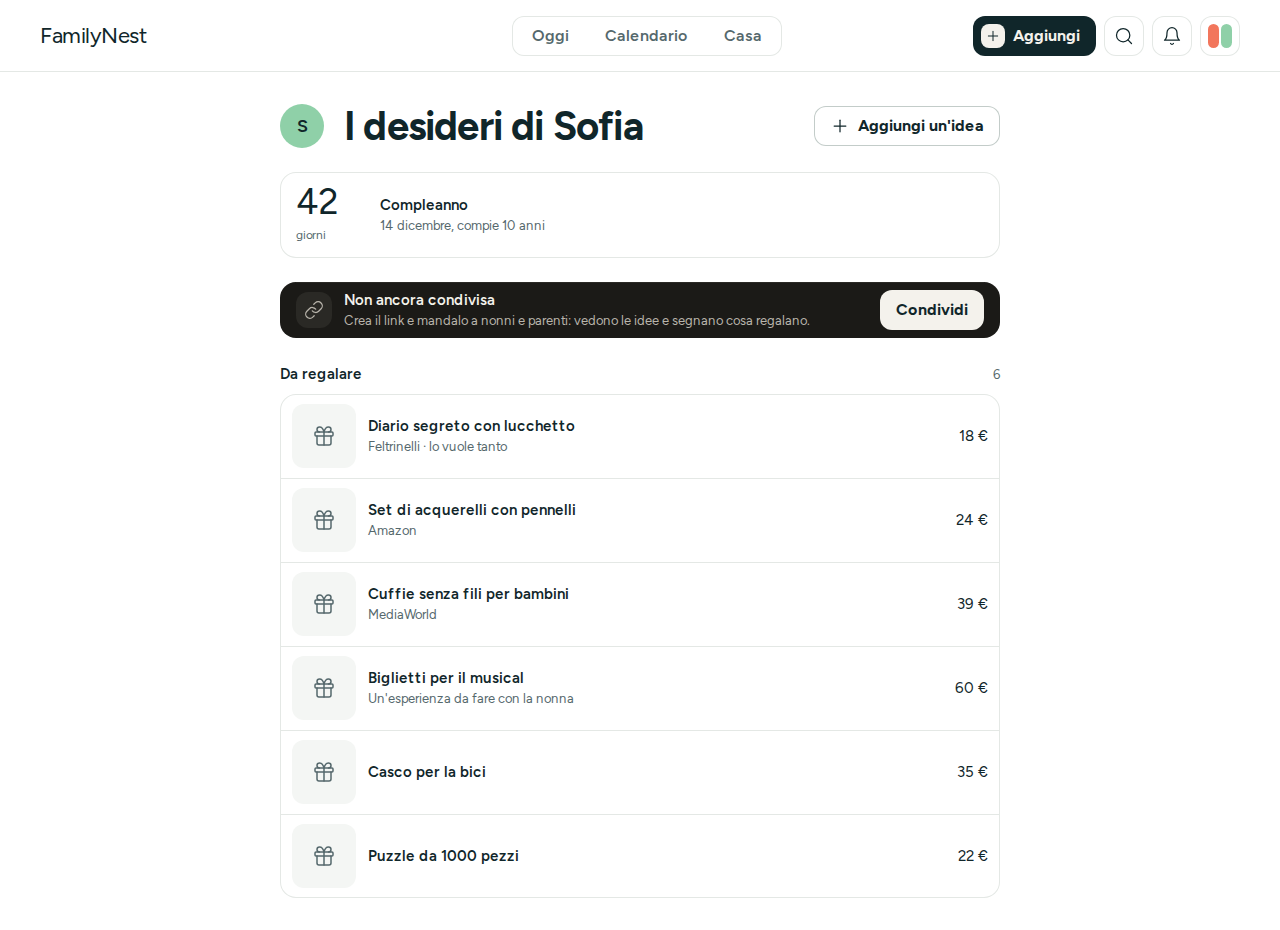 FamilyNest
Oggi
Calendario
Casa
Aggiungi
S
I desideri di Sofia
Aggiungi un'idea
42
giorni
Compleanno
14 dicembre, compie 10 anni
Non ancora condivisa
Crea il link e mandalo a nonni e parenti: vedono le idee e segnano cosa regalano.
Condividi
Da regalare
6
Diario segreto con lucchetto
Feltrinelli · lo vuole tanto
18 €
Set di acquerelli con pennelli
Amazon
24 €
Cuffie senza fili per bambini
MediaWorld
39 €
Biglietti per il musical
Un'esperienza da fare con la nonna
60 €
Casco per la bici
35 €
Puzzle da 1000 pezzi
22 €